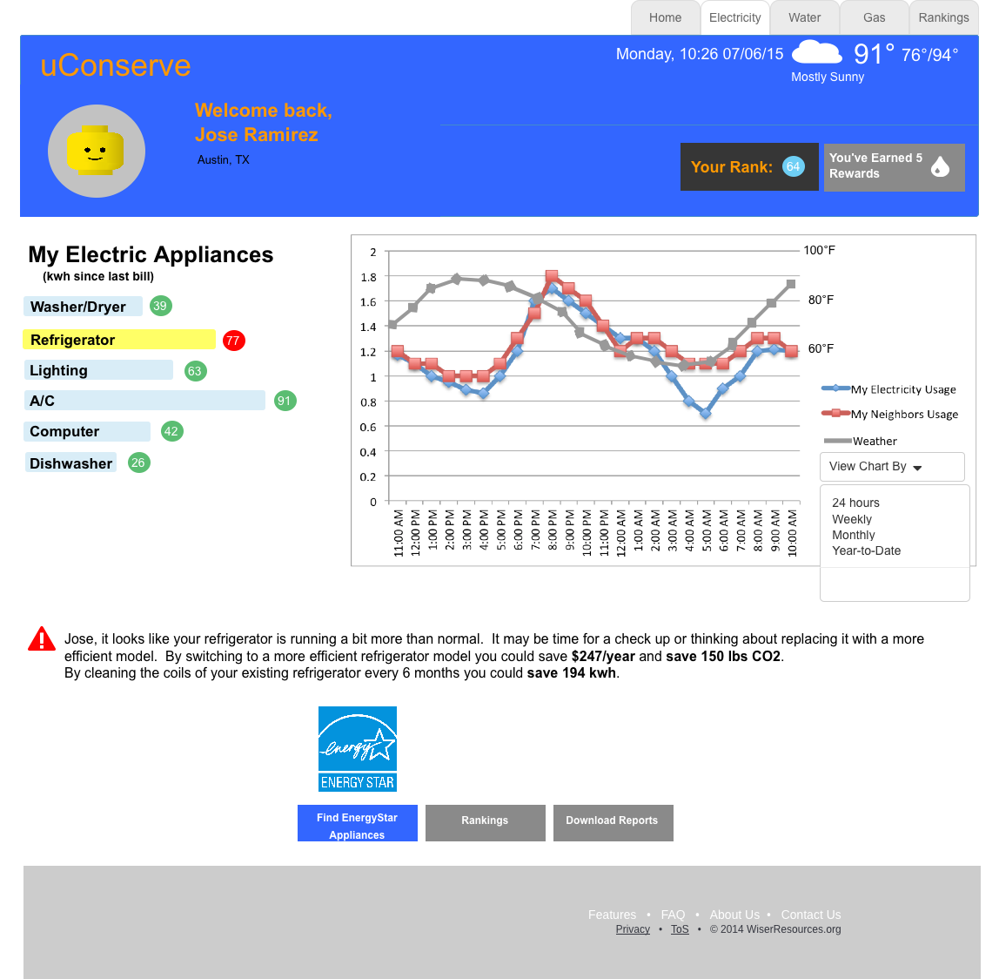 Home
Electricity
Water
Gas
Rankings
uConserve
Monday, 10:26 07/06/15
91°
76°/94°
Mostly Sunny
Welcome back,
Jose Ramirez
Austin, TX
Your Rank:
64
You've Earned 5
Rewards
My Electric Appliances
(kwh since last bill)
Washer/Dryer
39
Refrigerator
77
Lighting
63
A/C
91
Computer
42
Dishwasher
26
2
1.8
1.6
1.4
1.2
1
0.8
0.6
0.4
0.2
0
100°F
80°F
60°F
11:00 AM
12:00 PM
1:00 PM
2:00 PM
3:00 PM
4:00 PM
5:00 PM
6:00 PM
7:00 PM
8:00 PM
9:00 PM
10:00 PM
11:00 PM
12:00 AM
1:00 AM
2:00 AM
3:00 AM
4:00 AM
5:00 AM
6:00 AM
7:00 AM
8:00 AM
9:00 AM
10:00 AM
My Electricity Usage
My Neighbors Usage
Weather
View Chart By
24 hours
Weekly
Monthly
Year-to-Date
Jose, it looks like your refrigerator is running a bit more than normal.  It may be time for a check up or thinking about replacing it with a more
efficient model.  By switching to a more efficient refrigerator model you could save $247/year and save 150 lbs CO2.
By cleaning the coils of your existing refrigerator every 6 months you could save 194 kwh.
energy
ENERGY STAR
Find EnergyStar
Appliances
Rankings
Download Reports
Features • FAQ • About Us • Contact Us
Privacy • ToS • © 2014 WiserResources.org